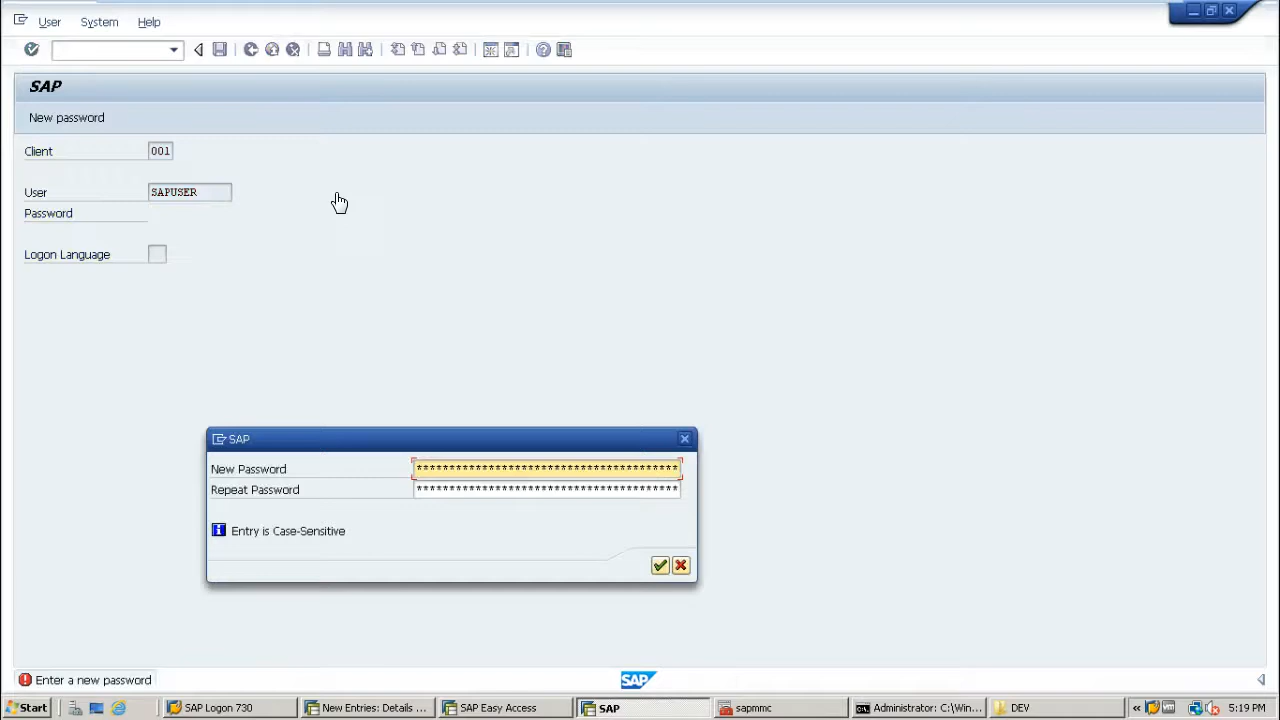 User System Help
SAP
New password
Client 001
User SAPUSER
Password
Logon Language
SAP
New Password ****************************************
Repeat Password ****************************************
Entry is Case-Sensitive
Enter a new password
SAP
Start SAP Logon 730 New Entries: Details ... SAP Easy Access SAP sapmmc Administrator: C:\Win... DEV « 5:19 PM